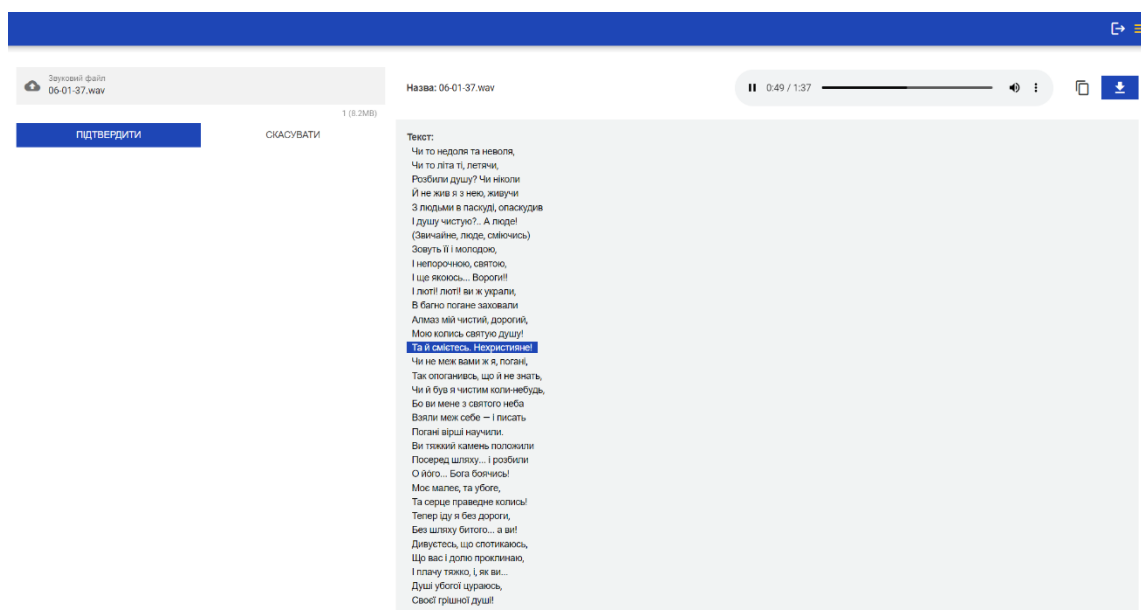 Звуковий файл
06-01-37.wav
1 (8.2MB)
ПІДТВЕРДИТИ
СКАСУВАТИ
Назва: 06-01-37.wav
0:49 / 1:37
Текст:
Чи то недоля та неволя,
Чи то літа ті, летячи,
Розбили душу? Чи ніколи
Й не жив я з нею, живучи
З людьми в паскуді, опаскудив
І душу чистую?.. А люде!
(Звичайне, люде, сміючись)
Зовуть її і молодою,
І непорочною, святою,
І ще якоюсь... Вороги!!
І люті! люті! ви ж украли,
В багно погане заховали
Алмаз мій чистий, дорогий,
Мою колись святую душу!
Та й смієтесь. Нехристияне!
Чи не меж вами ж я, погані,
Так опоганивсь, що й не знать,
Чи й був я чистим коли-небудь,
Бо ви мене з святого неба
Взяли меж себе — і писать
Погані вірші научили.
Ви тяжкий камень положили
Посеред шляху... і розбили
О його... Бога боячись!
Моє малеє, та убоге,
Та серце праведне колись!
Тепер іду я без дороги,
Без шляху битого... а ви!
Дивуєтесь, що спотикаюсь,
Що вас і долю проклинаю,
І плачу тяжко, і, як ви...
Душі убогої цураюсь,
Своєї грішної душі!